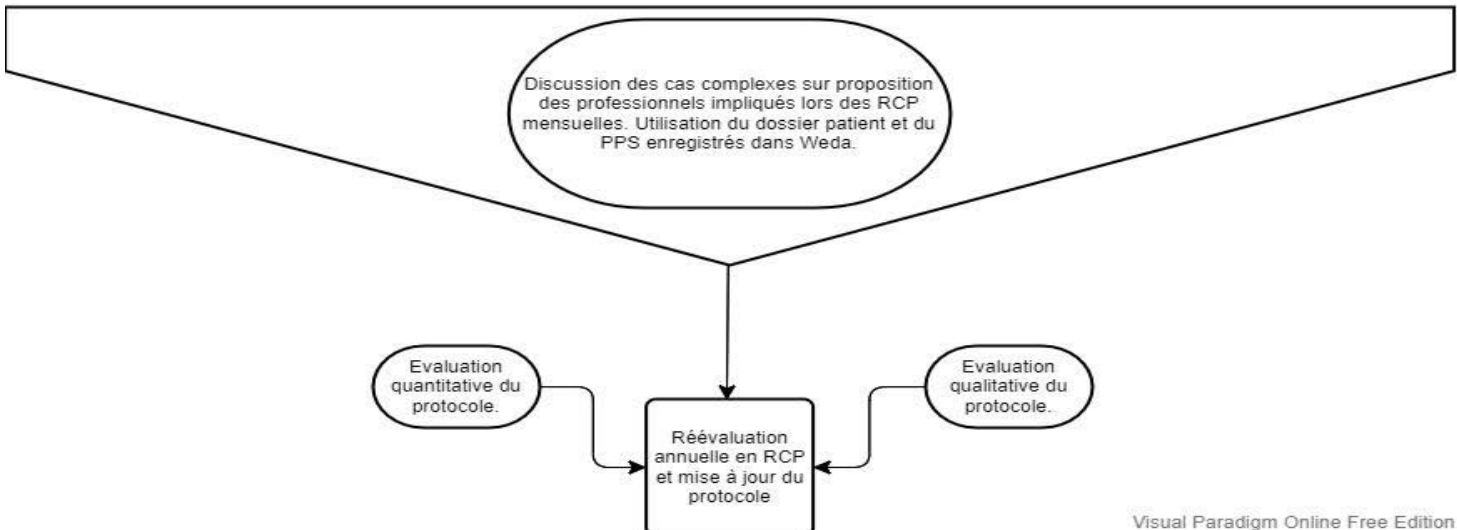 Discussion des cas complexes sur proposition
des professionnels impliqués lors des RCP
mensuelles. Utilisation du dossier patient et du
PPS enregistrés dans Weda.
Evaluation
quantitative du
protocole.
Evaluation
qualitative du
protocole.
Réévaluation
annuelle en RCP
et mise à jour du
protocole
Visual Paradigm Online Free Edition